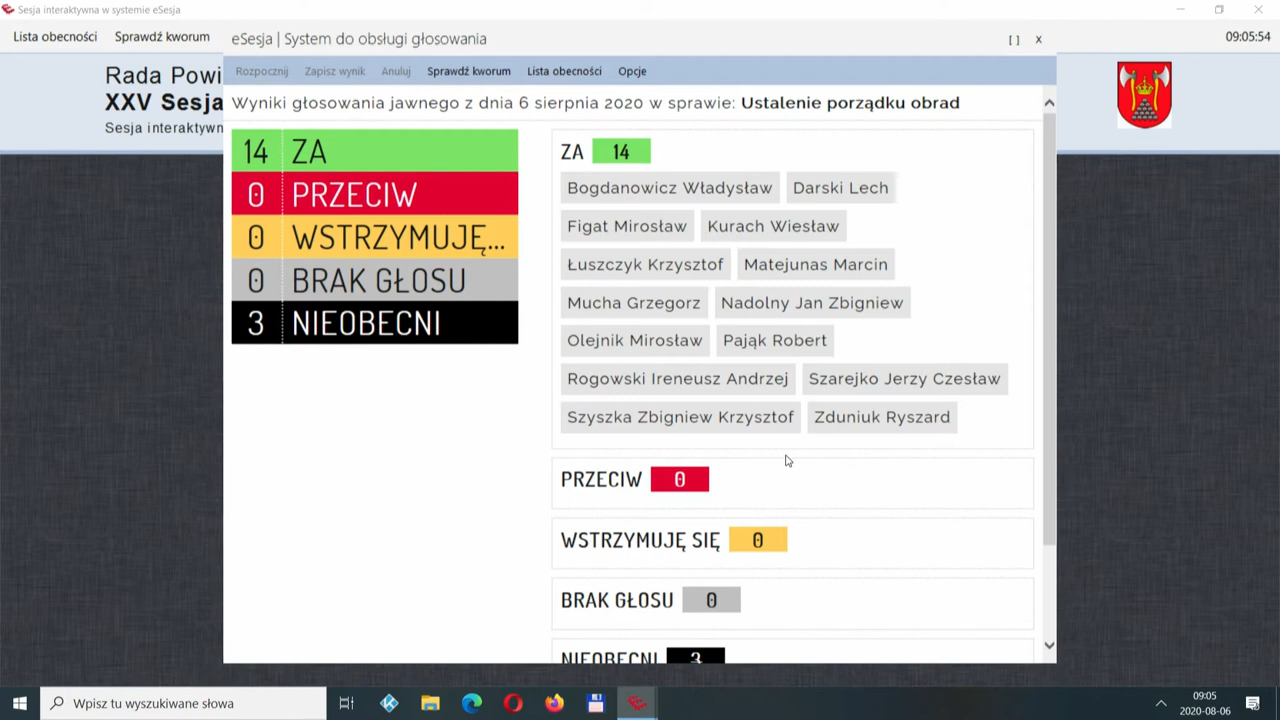 Sesja interaktywna w systemie eSesja
Lista obecności Sprawdź kworum
eSesja | System do obsługi głosowania
[ ] x
09:05:54
Rada Powi
XXV Sesja
Sesja interaktywn
Rozpocznij Zapisz wynik Anuluj Sprawdź kworum Lista obecności Opcje
Wyniki głosowania jawnego z dnia 6 sierpnia 2020 w sprawie: Ustalenie porządku obrad
14 ZA
0 PRZECIW
0 WSTRZYMUJĘ...
0 BRAK GŁOSU
3 NIEOBECNI
ZA 14
Bogdanowicz Władysław Darski Lech
Figat Mirosław Kurach Wiesław
Łuszczyk Krzysztof Matejunas Marcin
Mucha Grzegorz Nadolny Jan Zbigniew
Olejnik Mirosław Pająk Robert
Rogowski Ireneusz Andrzej Szarejko Jerzy Czesław
Szyszka Zbigniew Krzysztof Zduniuk Ryszard
PRZECIW 0
WSTRZYMUJĘ SIĘ 0
BRAK GŁOSU 0
NIEOBECNI 3
Wpisz tu wyszukiwane słowa
09:05
2020-08-06